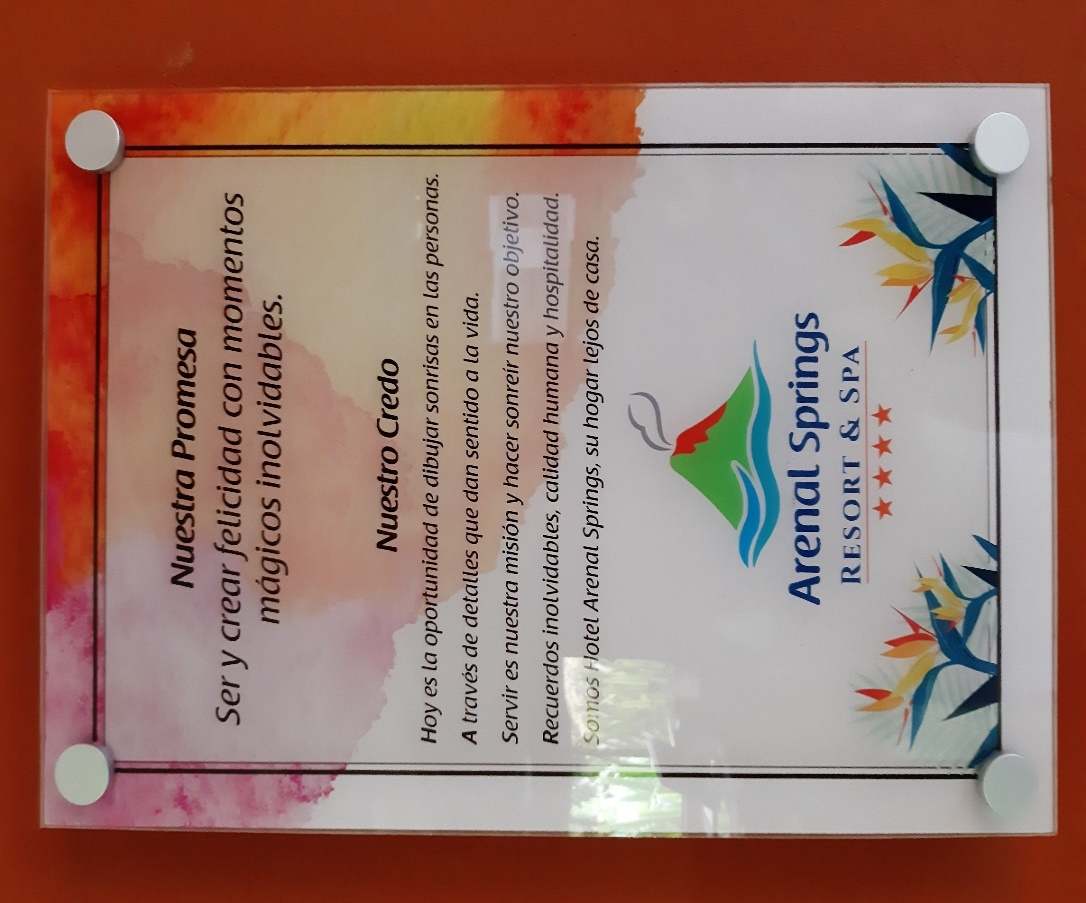 Nuestra Promesa
Ser y crear felicidad con momentos
mágicos inolvidables.
Nuestro Credo
Hoy es la oportunidad de dibujar sonrisas en las personas.
A través de detalles que dan sentido a la vida.
Servir es nuestra misión y hacer sonreír nuestro objetivo.
Recuerdos inolvidables, calidad humana y hospitalidad.
Somos Hotel Arenal Springs, su hogar lejos de casa.
Arenal Springs
RESORT & SPA